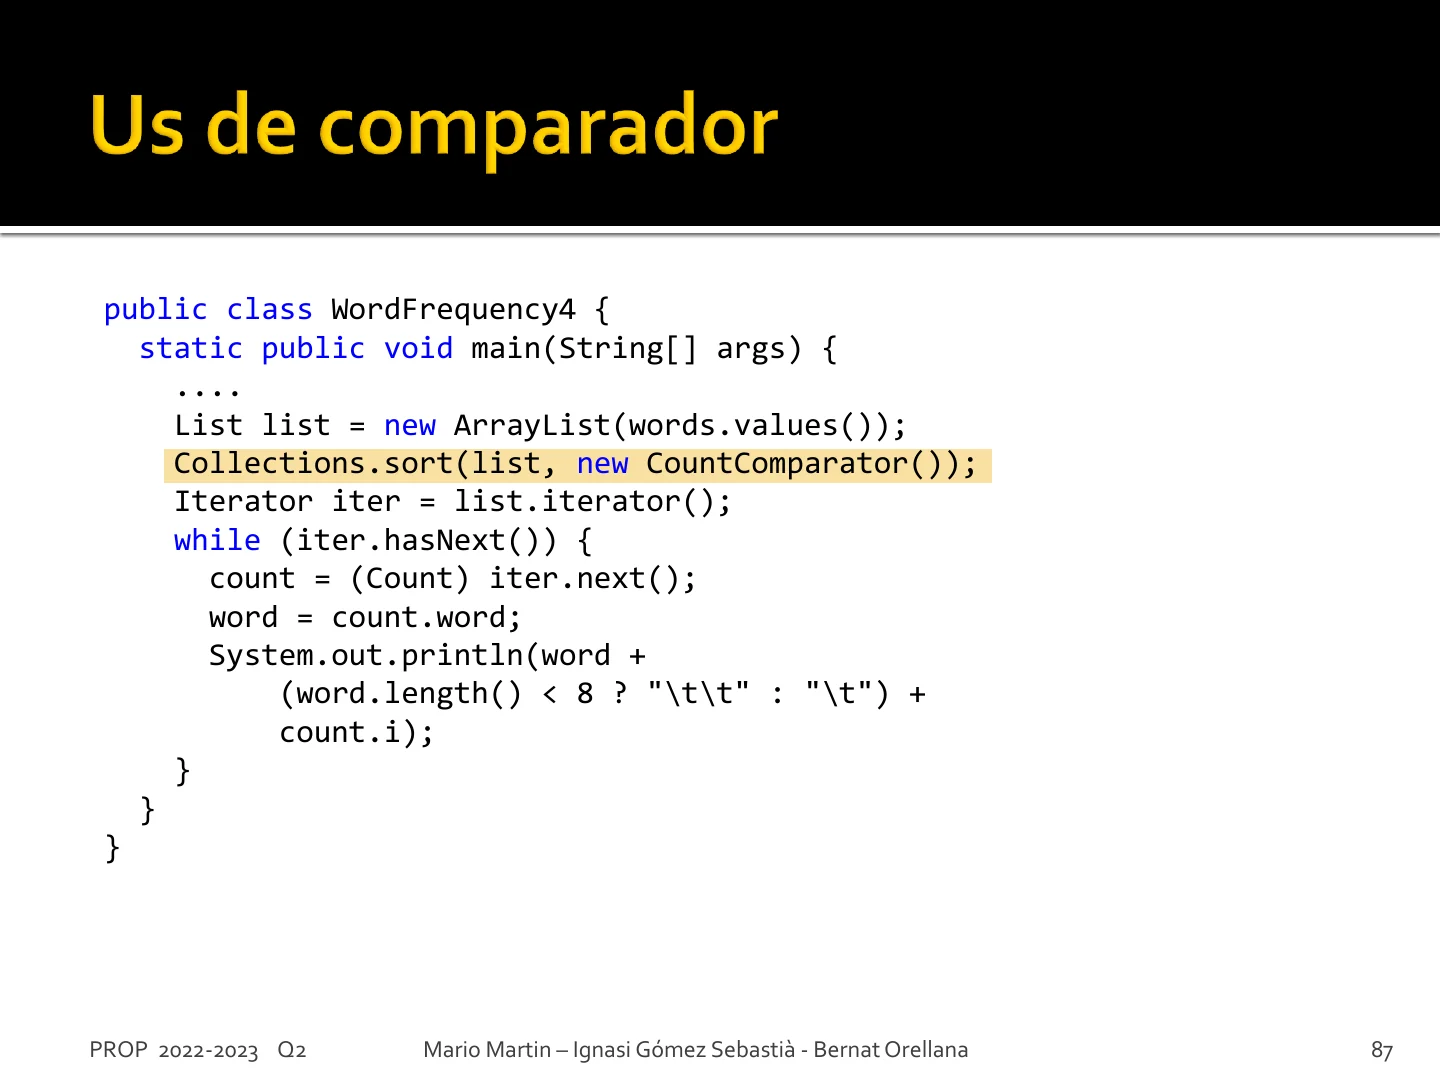 Us de comparador
public class WordFrequency4 {
static public void main(String[] args) {
....
List list = new ArrayList(words.values());
Collections.sort(list, new CountComparator());
Iterator iter = list.iterator();
while (iter.hasNext()) {
count = (Count) iter.next();
word = count.word;
System.out.println(word +
(word.length() < 8 ? "\t\t" : "\t") +
count.i);
}
}
}
PROP 2022-2023 Q2 Mario Martin – Ignasi Gómez Sebastià - Bernat Orellana 87